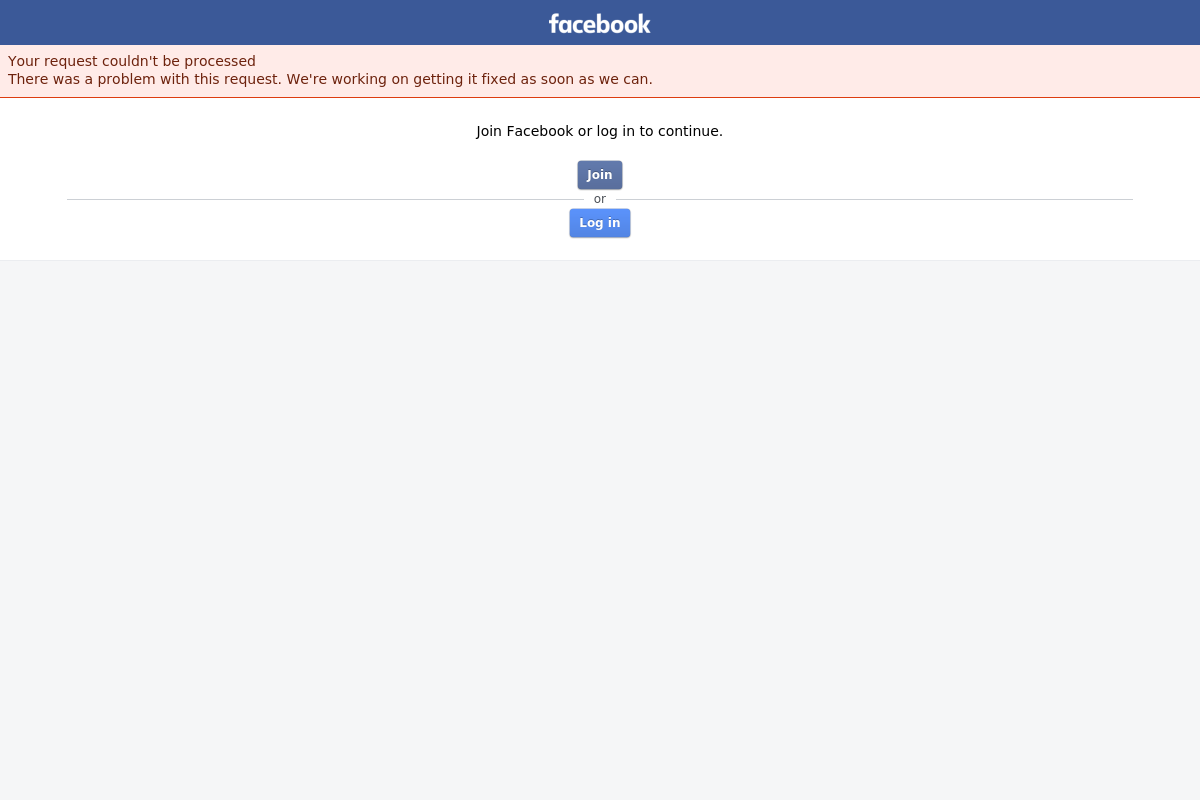 facebook
Your request couldn't be processed
There was a problem with this request. We're working on getting it fixed as soon as we can.
Join Facebook or log in to continue.
Join
or
Log in